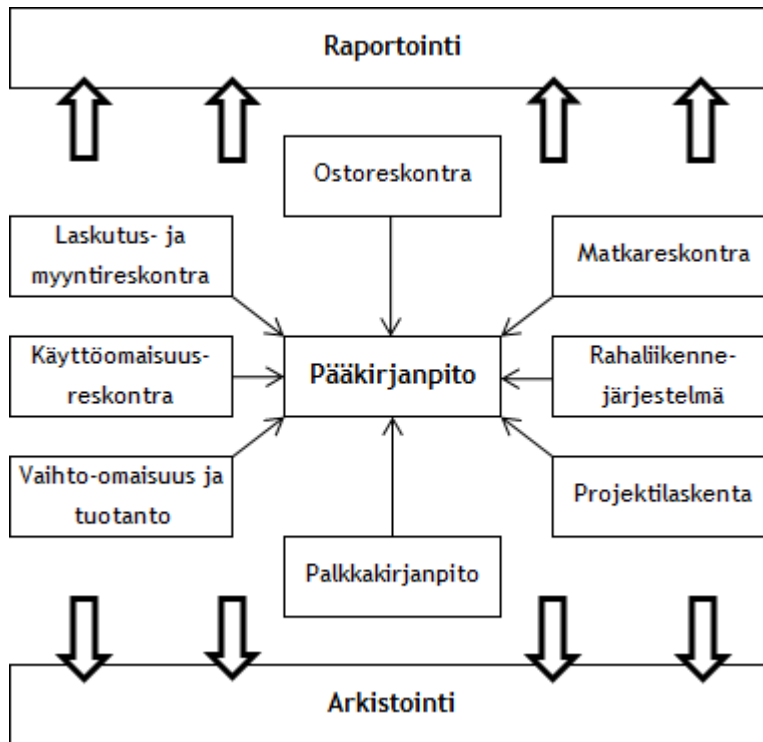 Raportointi
Ostoreskontra
Laskutus- ja
myyntireskontra
Matkareskontra
Käyttöomaisuus-
reskontra
Pääkirjanpito
Rahaliikenne-
järjestelmä
Vaihto-omaisuus ja
tuotanto
Projektilaskenta
Palkkakirjanpito
Arkistointi